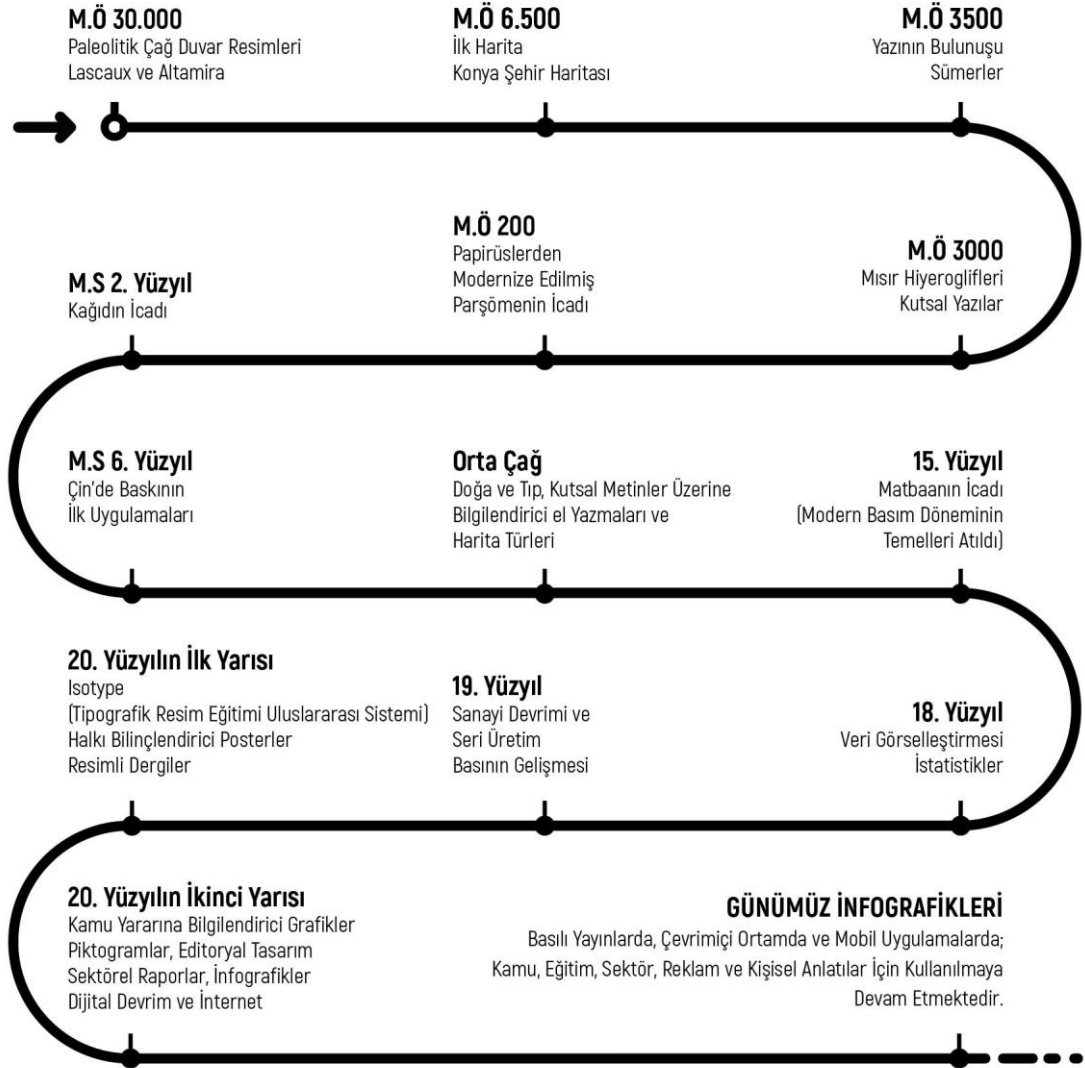 M.Ö 30.000
Paleolitik Çağ Duvar Resimleri
Lascaux ve Altamira
M.Ö 6.500
İlk Harita
Konya Şehir Haritası
M.Ö 3500
Yazının Bulunuşu
Sümerler
M.Ö 3000
Mısır Hiyeroglifleri
Kutsal Yazılar
M.Ö 200
Papirüslerden
Modernize Edilmiş
Parşömenin İcadı
M.S 2. Yüzyıl
Kağıdın İcadı
M.S 6. Yüzyıl
Çin'de Baskının
İlk Uygulamaları
Orta Çağ
Doğa ve Tıp, Kutsal Metinler Üzerine
Bilgilendirici el Yazmaları ve
Harita Türleri
15. Yüzyıl
Matbaanın İcadı
(Modern Basım Döneminin
Temelleri Atıldı)
18. Yüzyıl
Veri Görselleştirmesi
İstatistikler
19. Yüzyıl
Sanayi Devrimi ve
Seri Üretim
Basının Gelişmesi
20. Yüzyılın İlk Yarısı
Isotype
(Tipografik Resim Eğitimi Uluslararası Sistemi)
Halkı Bilinçlendirici Posterler
Resimli Dergiler
20. Yüzyılın İkinci Yarısı
Kamu Yararına Bilgilendirici Grafikler
Piktogramlar, Editoryal Tasarım
Sektörel Raporlar, İnfografikler
Dijital Devrim ve İnternet
GÜNÜMÜZ İNFOGRAFİKLERİ
Basılı Yayınlarda, Çevrimiçi Ortamda ve Mobil Uygulamalarda;
Kamu, Eğitim, Sektör, Reklam ve Kişisel Anlatılar İçin Kullanılmaya
Devam Etmektedir.